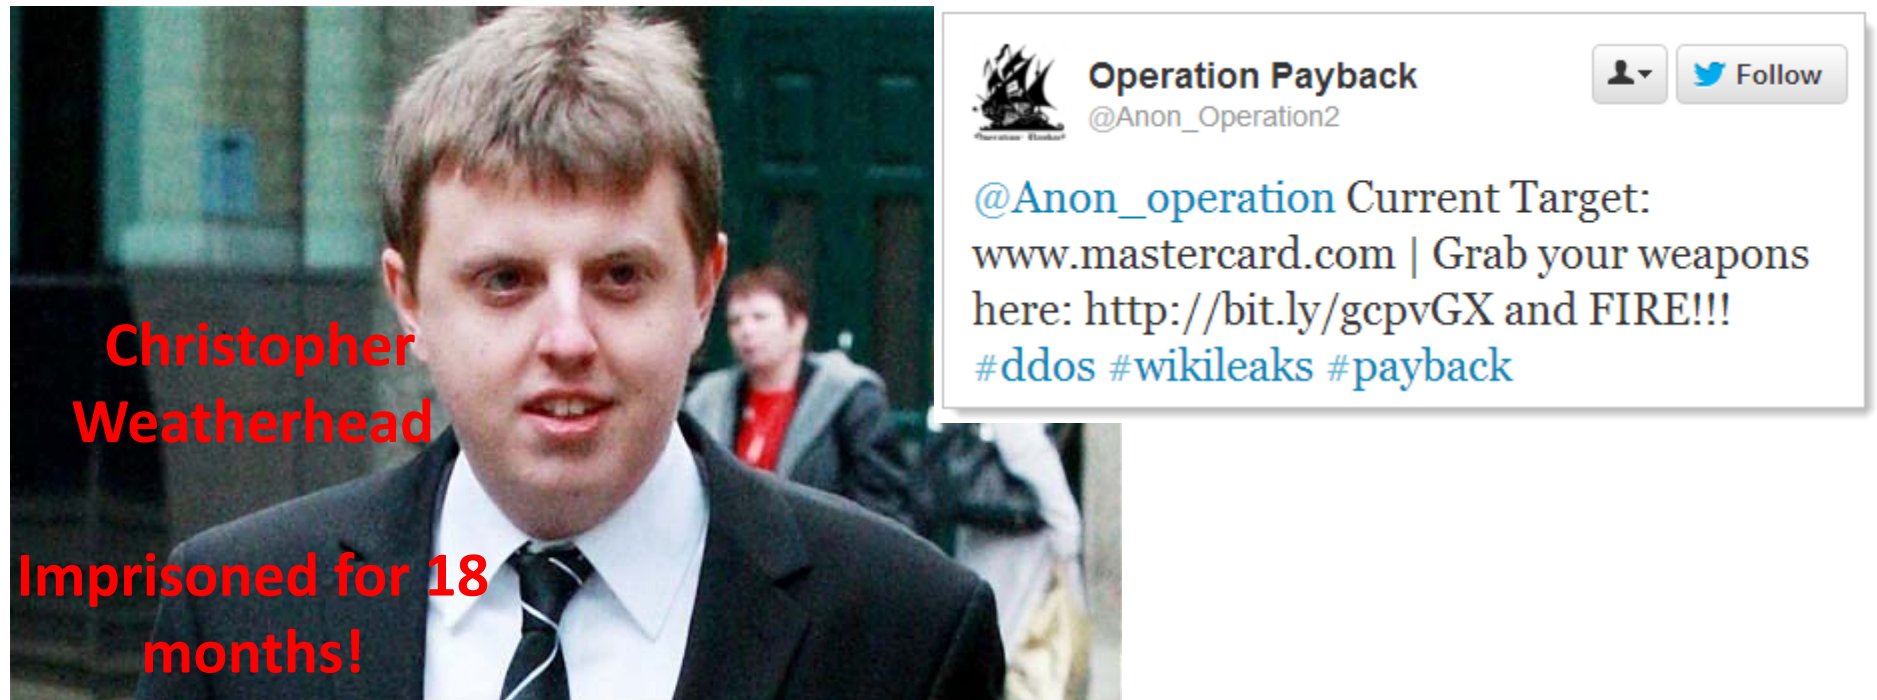 Christopher
Weatherhead
Imprisoned for 18
months!
Operation Payback
@Anon_Operation2
Follow
@Anon_operation Current Target:
www.mastercard.com | Grab your weapons
here: http://bit.ly/gcpvGX and FIRE!!!
#ddos #wikileaks #payback